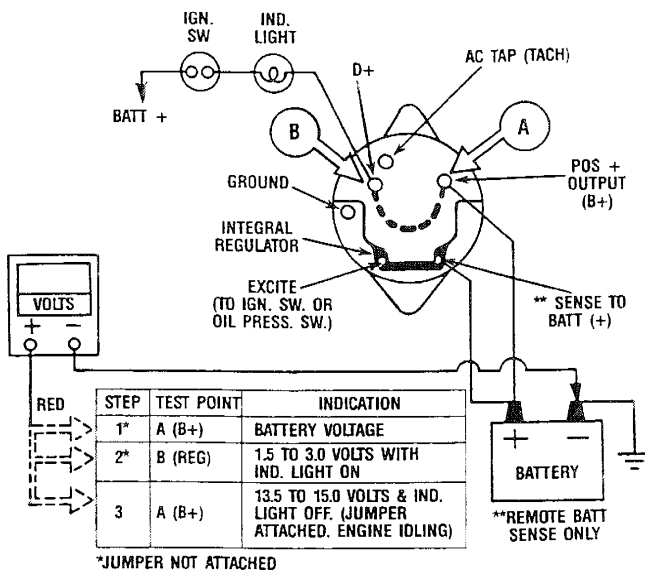 IGN.
SW
IND.
LIGHT
BATT +
D+
AC TAP (TACH)
B
A
POS +
OUTPUT
(B+)
GROUND
INTEGRAL
REGULATOR
EXCITE
(TO IGN. SW. OR
OIL PRESS. SW.)
** SENSE TO
BATT (+)
VOLTS
+ −
RED
STEP TEST POINT INDICATION
1* A (B+) BATTERY VOLTAGE
2* B (REG) 1.5 TO 3.0 VOLTS WITH
IND. LIGHT ON
3 A (B+) 13.5 TO 15.0 VOLTS & IND.
LIGHT OFF. (JUMPER
ATTACHED. ENGINE IDLING)
*JUMPER NOT ATTACHED
+ −
BATTERY
**REMOTE BATT
SENSE ONLY